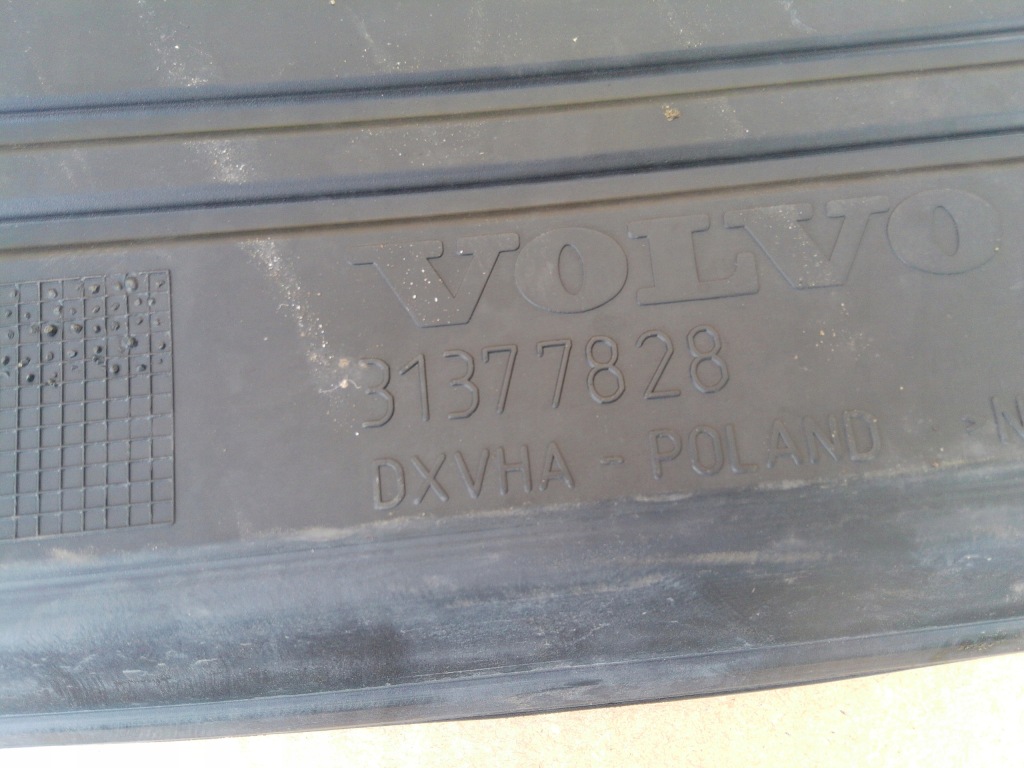 VOLVO
31377828
DXVHA - POLAND